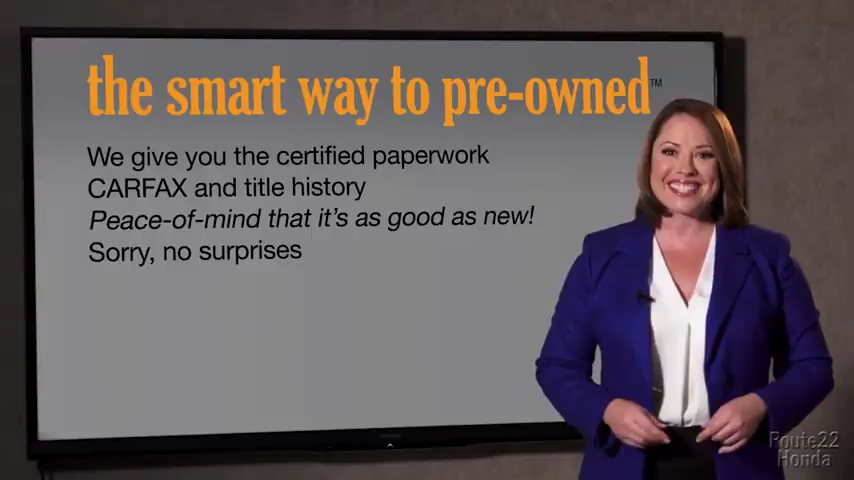 the smart way to pre-owned™
We give you the certified paperwork
CARFAX and title history
Peace-of-mind that it's as good as new!
Sorry, no surprises
Route22
Honda